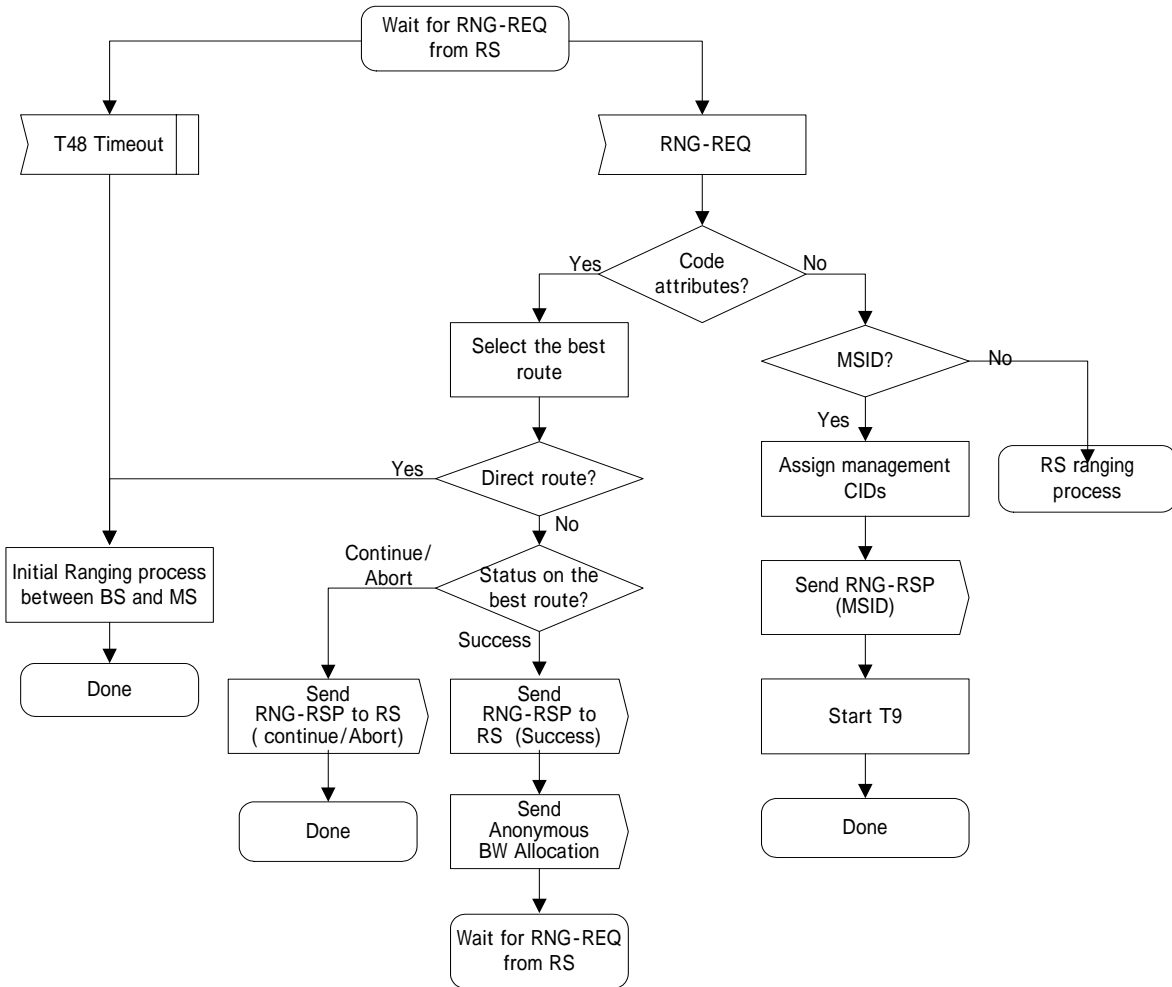 Wait for RNG-REQ
from RS
T48 Timeout
RNG-REQ
Code
attributes?
Yes
No
Select the best
route
MSID?
No
Yes
Direct route?
Yes
No
Assign management
CIDs
RS ranging
process
Initial Ranging process
between BS and MS
Continue/
Abort
Status on the
best route?
Success
Send RNG-RSP
(MSID)
Done
Send
RNG-RSP to RS
( continue/Abort)
Send
RNG-RSP to
RS (Success)
Start T9
Done
Send
Anonymous
BW Allocation
Done
Wait for RNG-REQ
from RS